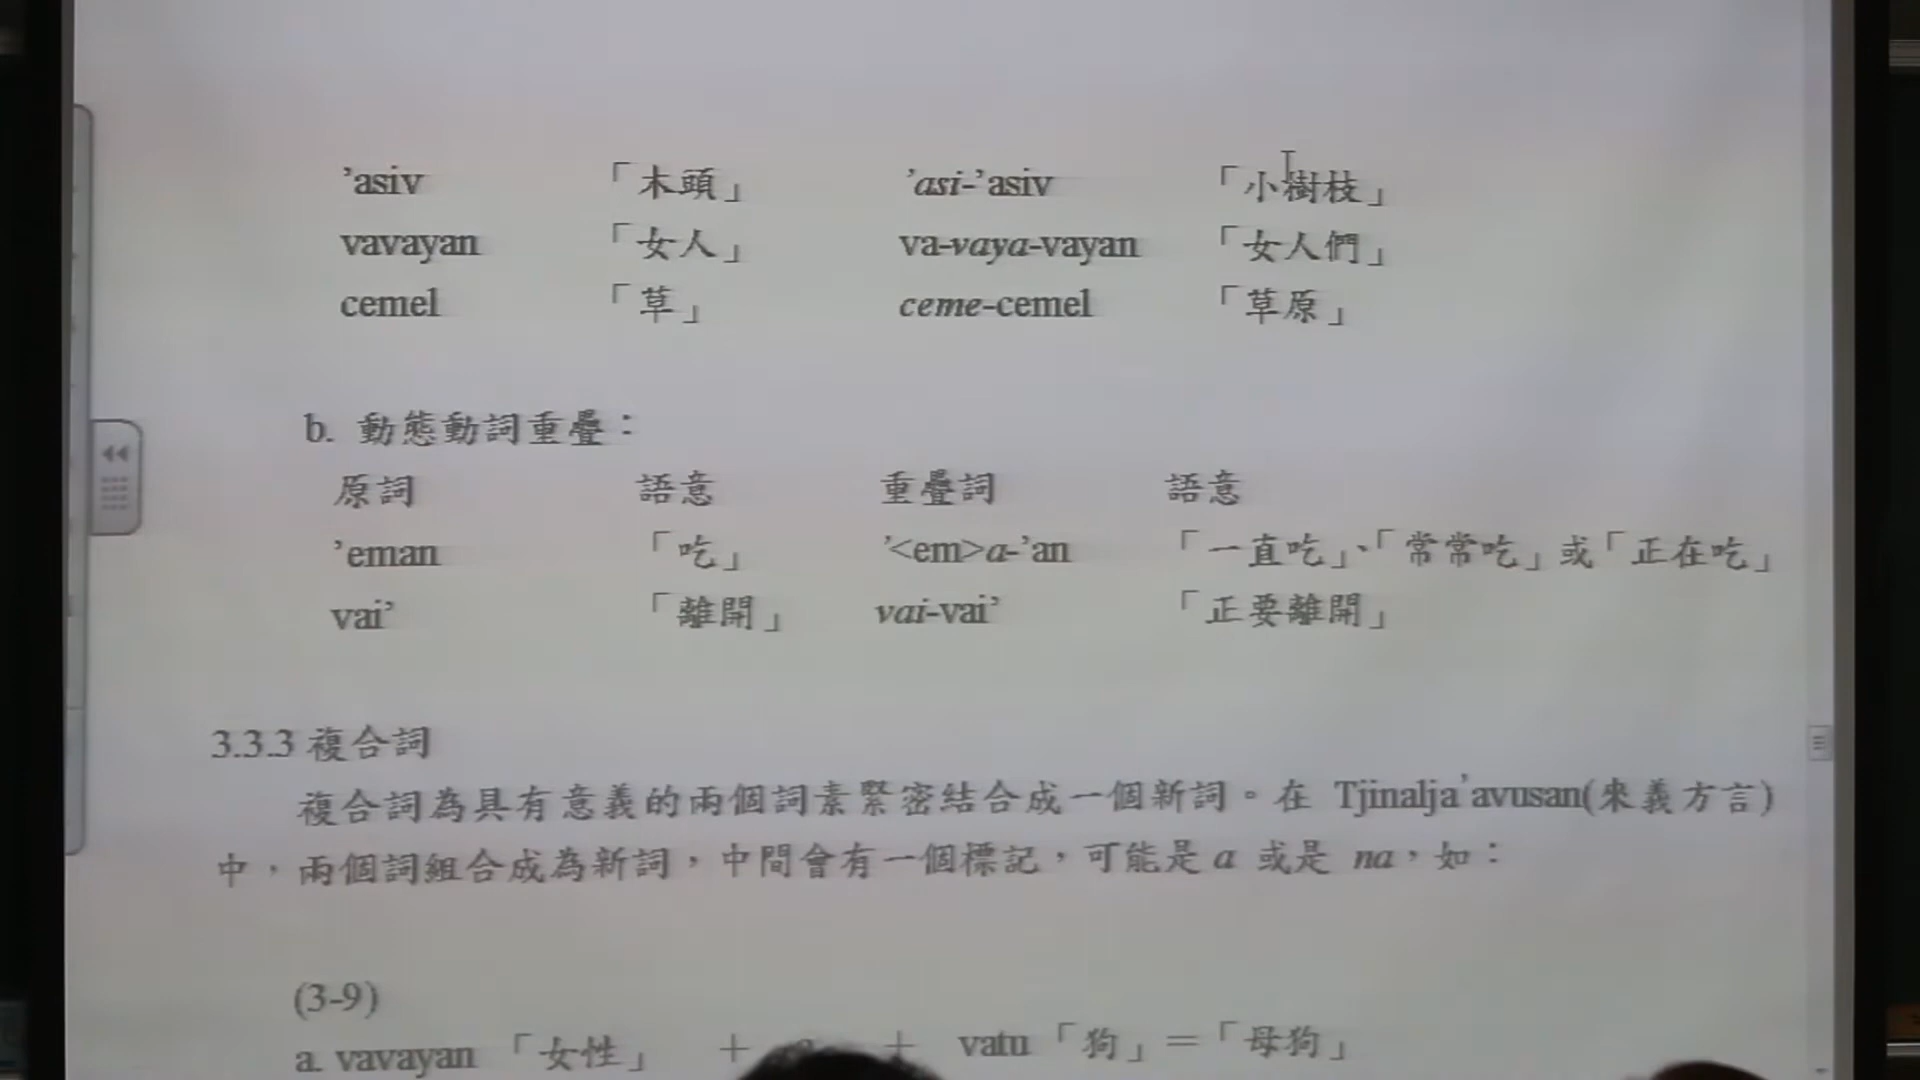 ’asiv 「木頭」 ’asi-’asiv 「小樹枝」
vavayan 「女人」 va-vaya-vayan 「女人們」
cemel 「草」 ceme-cemel 「草原」
b. 動態動詞重疊：
原詞 語意 重疊詞 語意
’eman 「吃」 ’<em>a-’an 「一直吃」、「常常吃」或「正在吃」
vai’ 「離開」 vai-vai’ 「正要離開」
3.3.3 複合詞
複合詞為具有意義的兩個詞素緊密結合成一個新詞。在 Tjinalja’avusan(來義方言)
中，兩個詞組合成為新詞，中間會有一個標記，可能是 a 或是 na，如：
(3-9)
a. vavayan 「女性」 + + vatu「狗」＝「母狗」